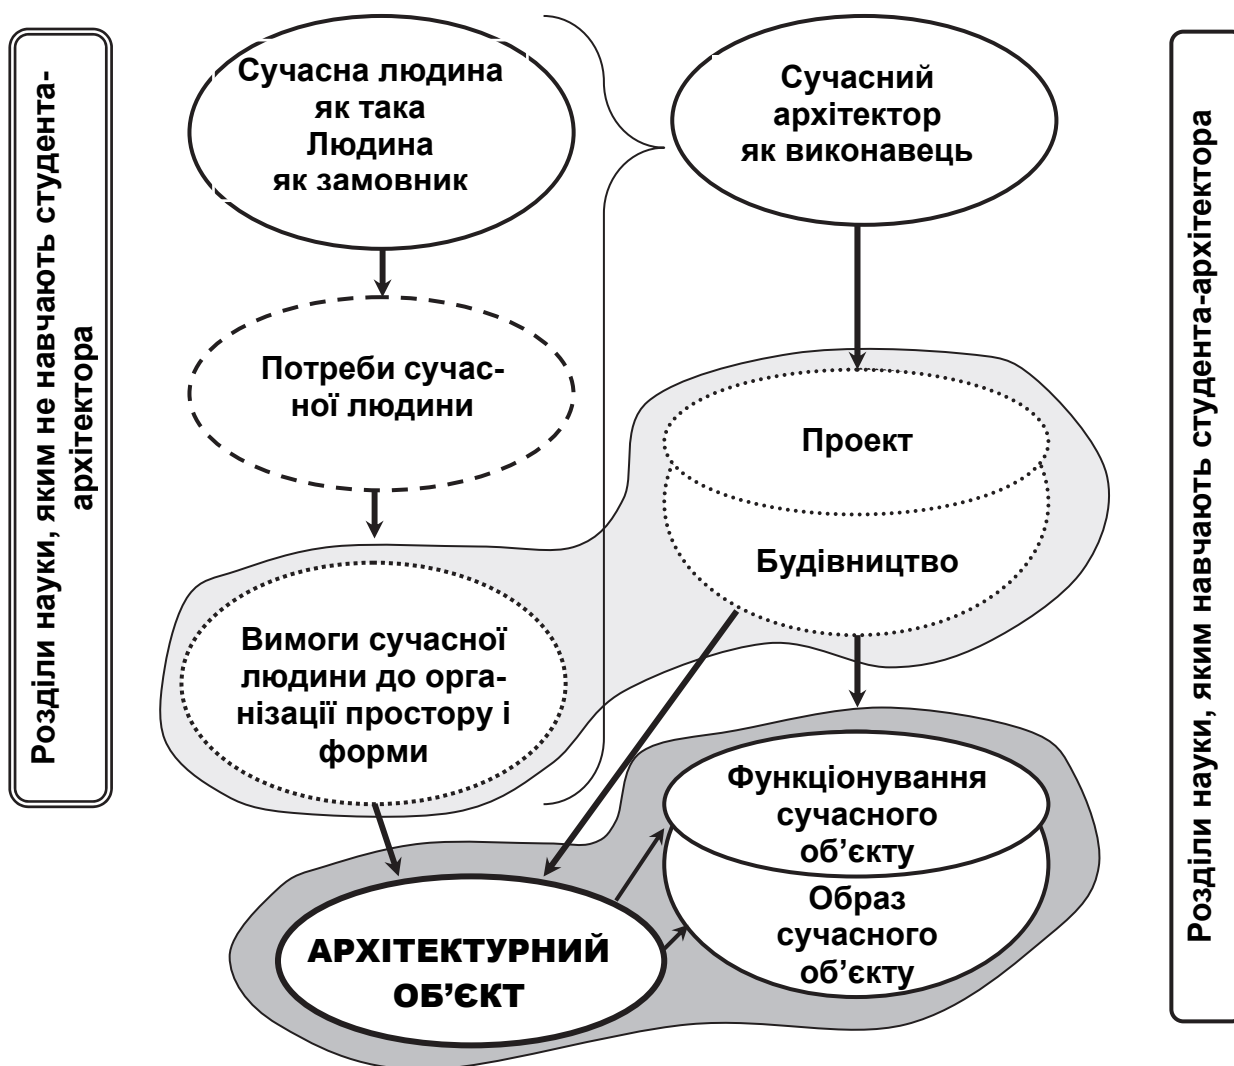 Розділи науки, яким не навчають студента-
архітектора
Сучасна людина
як така
Людина
як замовник
Потреби сучас-
ної людини
Вимоги сучасної
людини до орга-
нізації простору і
форми
АРХІТЕКТУРНИЙ
ОБ’ЄКТ
Сучасний
архітектор
як виконавець
Проект
Будівництво
Функціонування
сучасного
об’єкту
Образ
сучасного
об’єкту
Розділи науки, яким навчають студента-архітектора